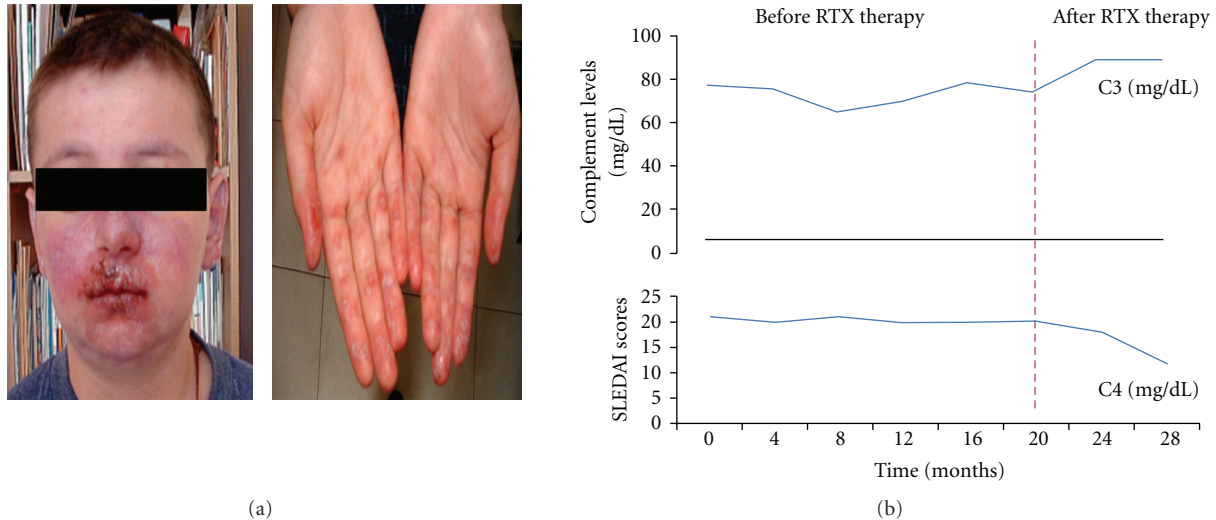 Before RTX therapy
After RTX therapy
100
80
60
40
20
0
Complement levels
(mg/dL)
C3 (mg/dL)
25
20
15
10
5
0
SLEDAI scores
C4 (mg/dL)
0 4 8 12 16 20 24 28
Time (months)
(a)
(b)